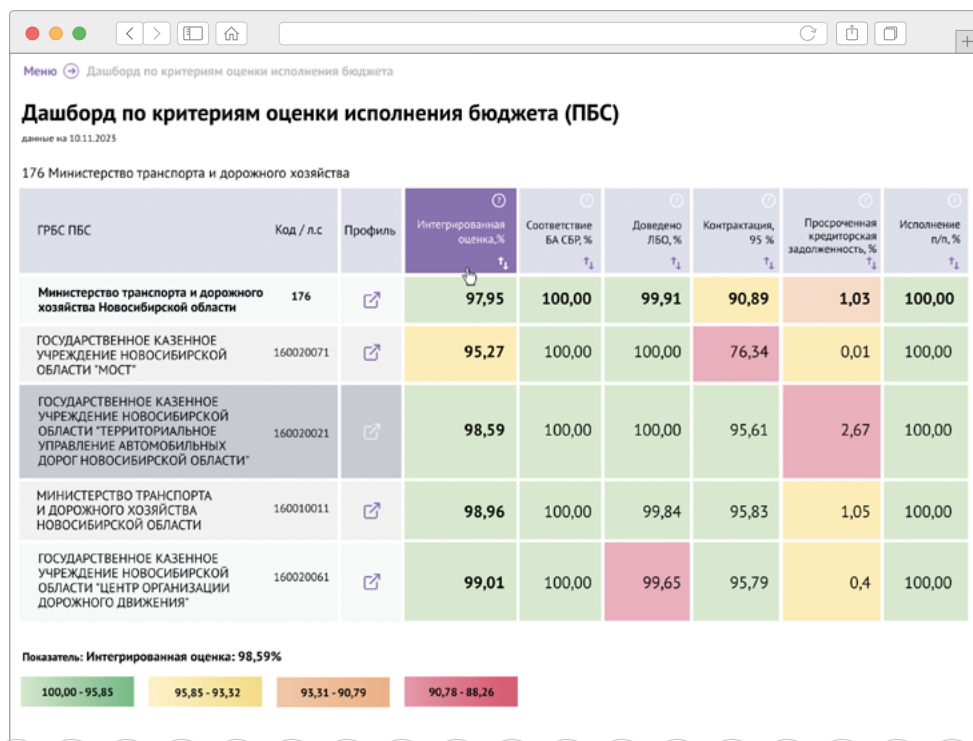 Меню Дашборд по критериям оценки исполнения бюджета
Дашборд по критериям оценки исполнения бюджета (ПБС)
данные на 10.11.2023
176 Министерство транспорта и дорожного хозяйства
ГРБС ПБС
Код / л.с
Профиль
Интегрированная
оценка,%
Соответствие
БА СБР, %
Доведено
ЛБО, %
Контрактация,
95 %
Просроченная
кредиторская
задолженность, %
Исполнение
п/п, %
Министерство транспорта и дорожного
хозяйства Новосибирской области
176
97,95
100,00
99,91
90,89
1,03
100,00
ГОСУДАРСТВЕННОЕ КАЗЕННОЕ
УЧРЕЖДЕНИЕ НОВОСИБИРСКОЙ
ОБЛАСТИ "МОСТ"
160020071
95,27
100,00
100,00
76,34
0,01
100,00
ГОСУДАРСТВЕННОЕ КАЗЕННОЕ
УЧРЕЖДЕНИЕ НОВОСИБИРСКОЙ
ОБЛАСТИ "ТЕРРИТОРИАЛЬНОЕ
УПРАВЛЕНИЕ АВТОМОБИЛЬНЫХ
ДОРОГ НОВОСИБИРСКОЙ ОБЛАСТИ"
160020021
98,59
100,00
100,00
95,61
2,67
100,00
МИНИСТЕРСТВО ТРАНСПОРТА
И ДОРОЖНОГО ХОЗЯЙСТВА
НОВОСИБИРСКОЙ ОБЛАСТИ
160010011
98,96
100,00
99,84
95,83
1,05
100,00
ГОСУДАРСТВЕННОЕ КАЗЕННОЕ
УЧРЕЖДЕНИЕ НОВОСИБИРСКОЙ
ОБЛАСТИ "ЦЕНТР ОРГАНИЗАЦИИ
ДОРОЖНОГО ДВИЖЕНИЯ"
160020061
99,01
100,00
99,65
95,79
0,4
100,00
Показатель: Интегрированная оценка: 98,59%
100,00 - 95,85
95,85 - 93,32
93,31 - 90,79
90,78 - 88,26